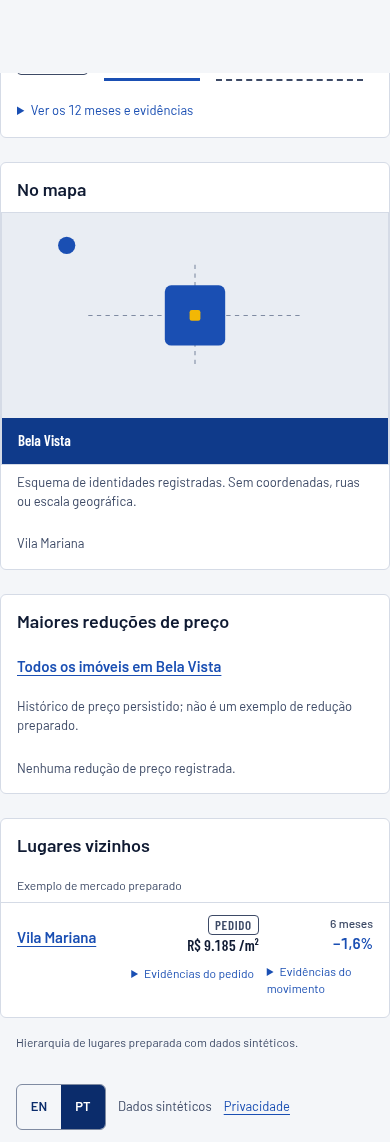 Ver os 12 meses e evidências
No mapa
Bela Vista
Esquema de identidades registradas. Sem coordenadas, ruas
ou escala geográfica.
Vila Mariana
Maiores reduções de preço
Todos os imóveis em Bela Vista
Histórico de preço persistido; não é um exemplo de redução
preparado.
Nenhuma redução de preço registrada.
Lugares vizinhos
Exemplo de mercado preparado
Vila Mariana
PEDIDO
R$ 9.185 /m²
6 meses
−1,6%
Evidências do pedido
Evidências do
movimento
Hierarquia de lugares preparada com dados sintéticos.
EN PT Dados sintéticos Privacidade